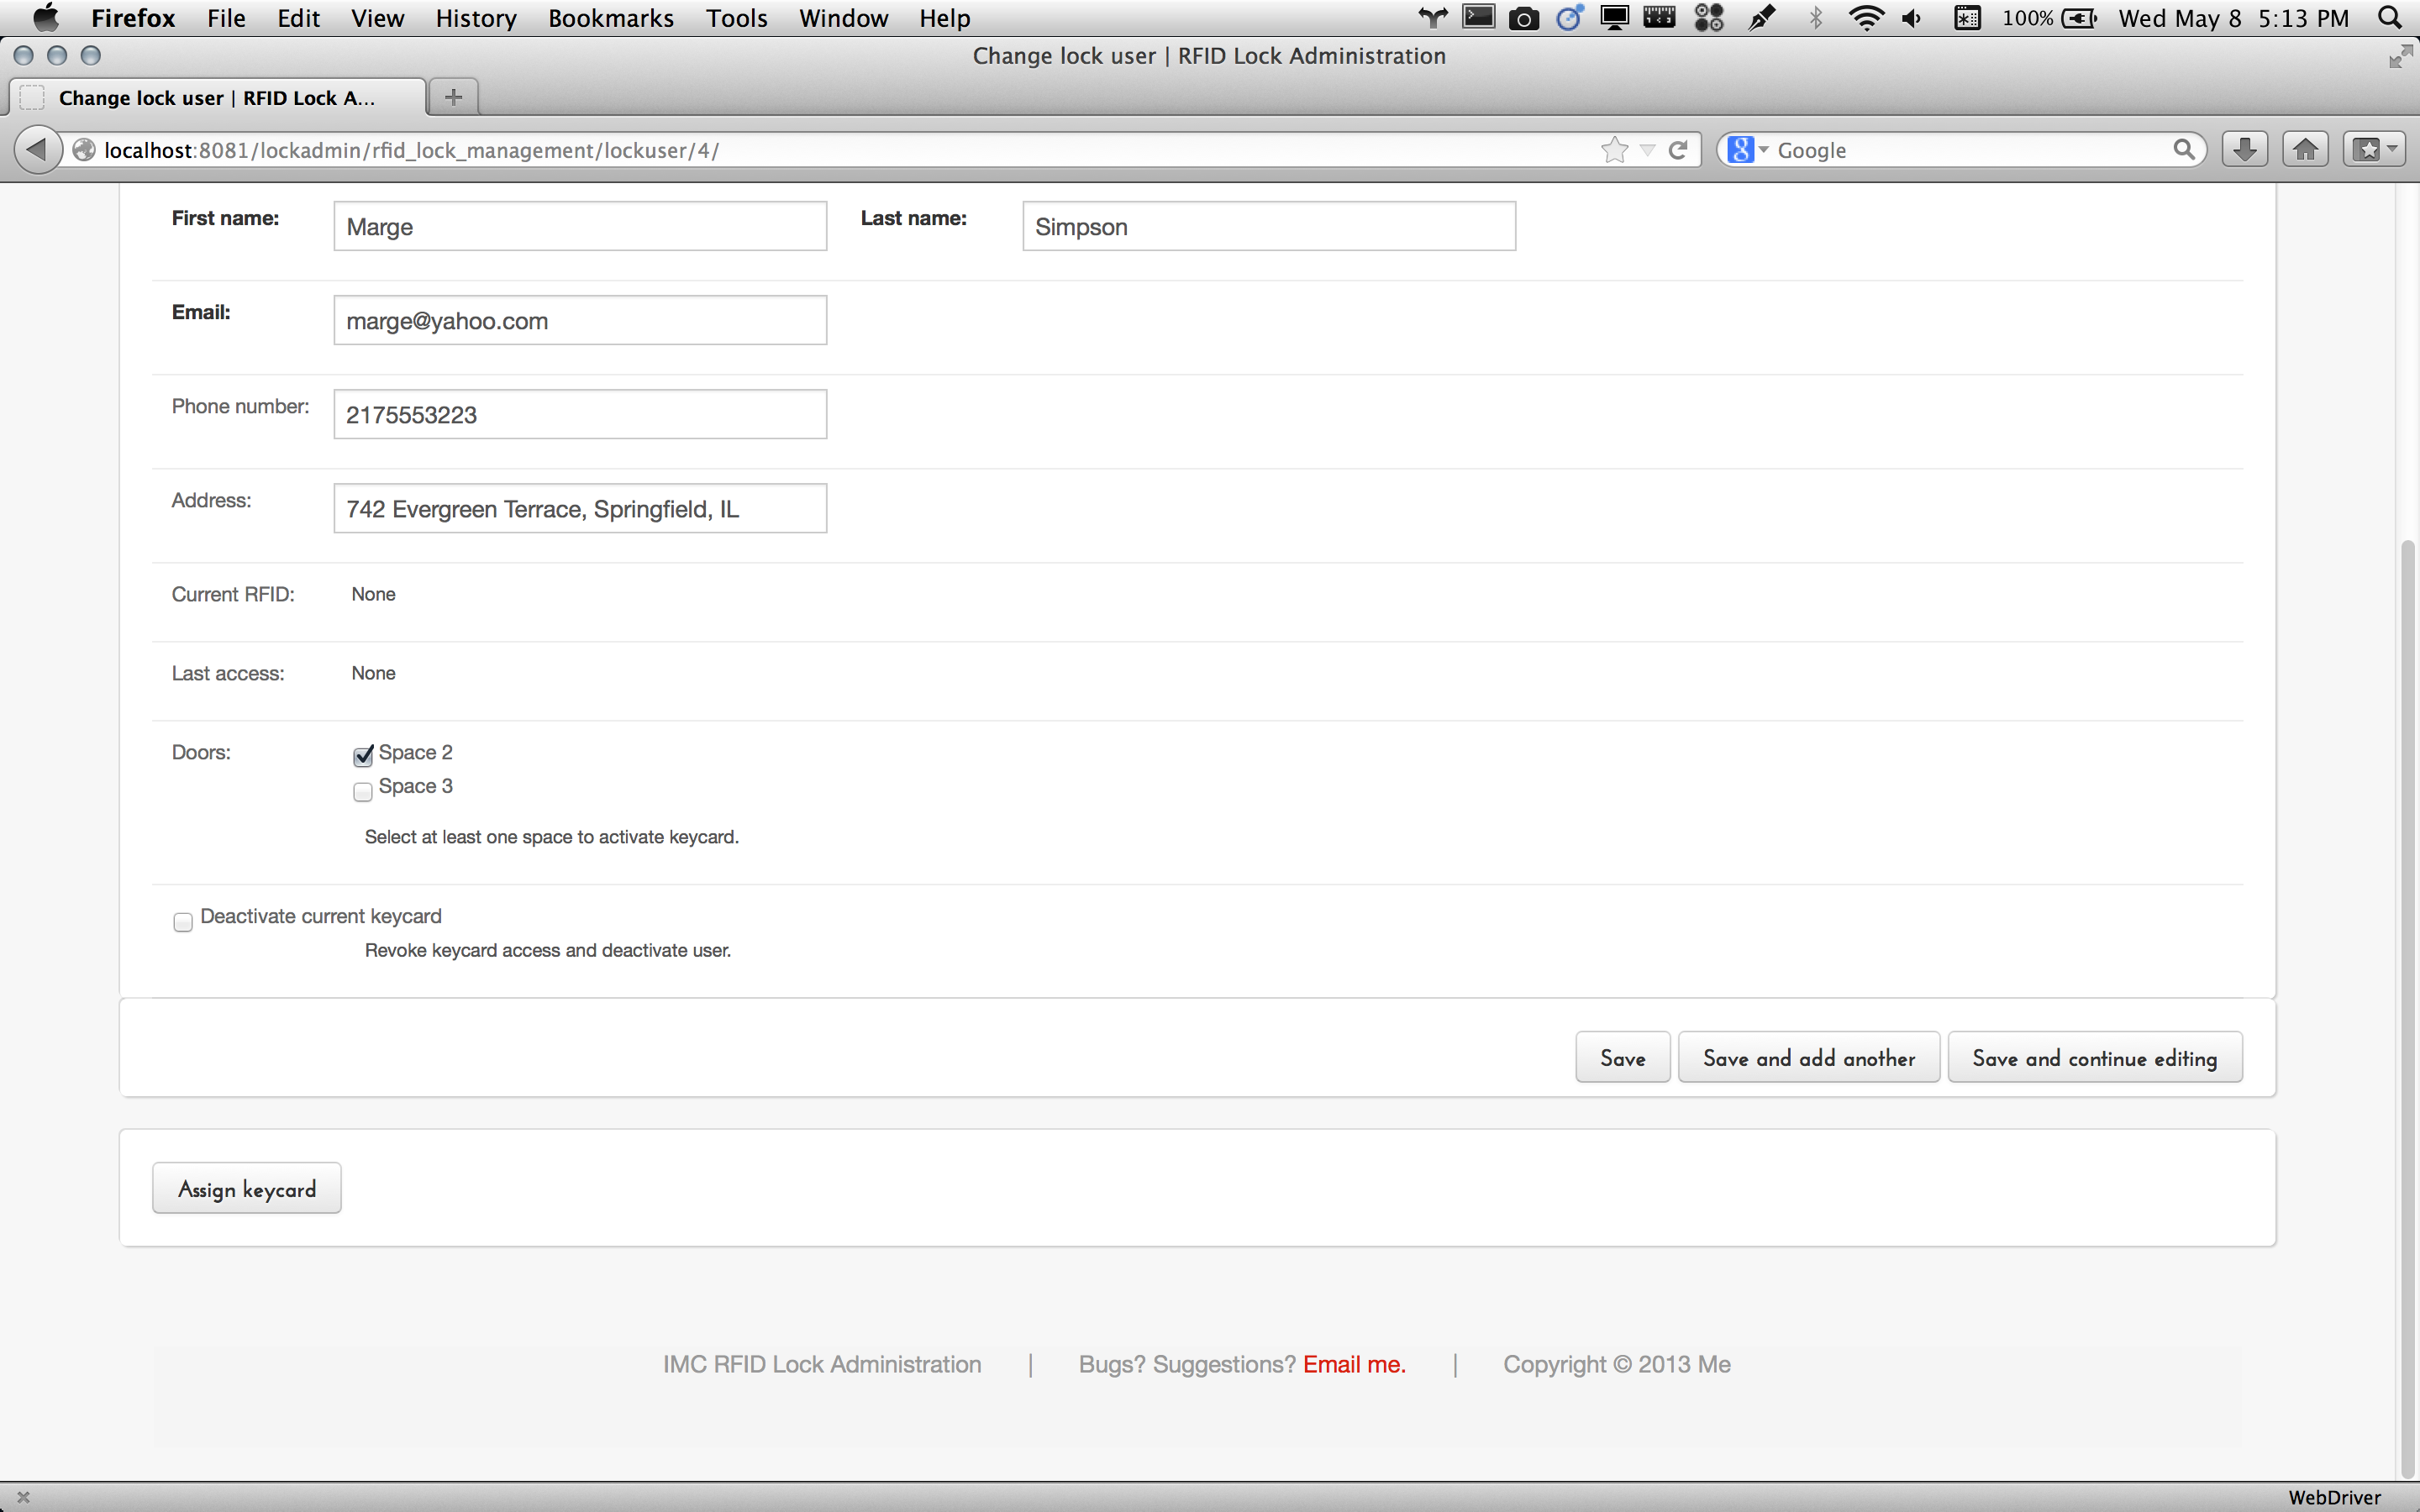 Firefox File Edit View History Bookmarks Tools Window Help 100% Wed May 8 5:13 PM
Change lock user | RFID Lock Administration
Change lock user | RFID Lock A...
localhost:8081/lockadmin/rfid_lock_management/lockuser/4/ Google
First name: Marge Last name: Simpson
Email: marge@yahoo.com
Phone number: 2175553223
Address: 742 Evergreen Terrace, Springfield, IL
Current RFID: None
Last access: None
Doors: Space 2
Space 3
Select at least one space to activate keycard.
Deactivate current keycard
Revoke keycard access and deactivate user.
Save Save and add another Save and continue editing
Assign keycard
IMC RFID Lock Administration | Bugs? Suggestions? Email me. | Copyright © 2013 Me
WebDriver